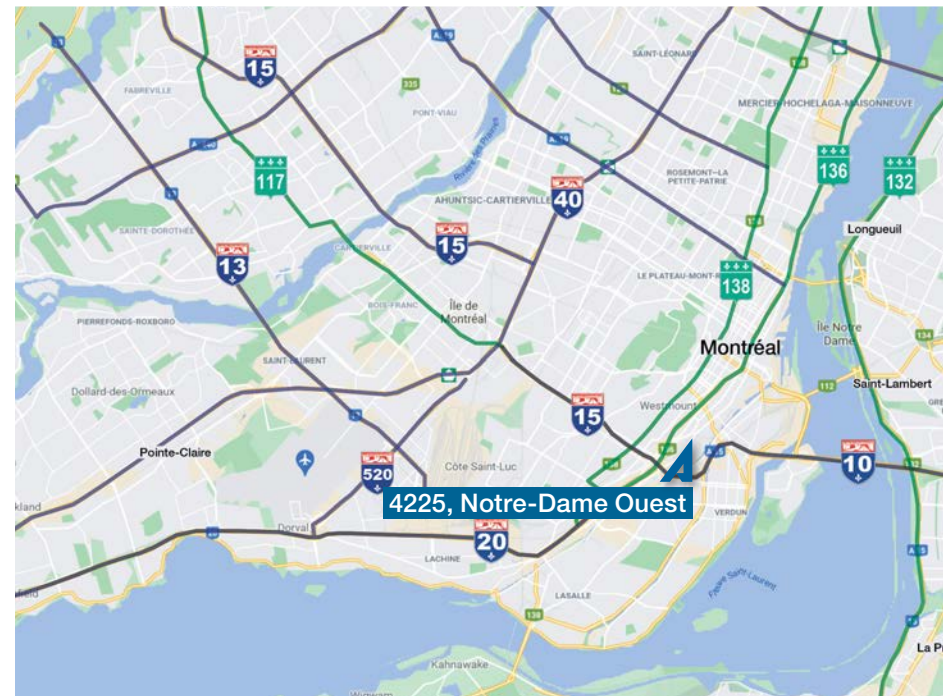 15
335
FABREVILLE
PONT-VIAU
SAINT-LÉONARD
MERCIER-HOCHELAGA-MAISONNEUVE
117
Rivière des Prairies
136
132
ROSEMONT–LA
PETITE-PATRIE
AHUNTSIC-CARTIERVILLE
40
SAINTE-DOROTHÉE
CARTIERVILLE
15
Longueuil
13
LE PLATEAU-MONT-R
138
BOIS-FRANC
Île de
Montréal
PIERREFONDS-ROXBORO
Île Notre
Dame
134
SAINT-LAURENT
Montréal
Dollard-des-Ormeaux
112
Saint-Lambert
Westmount
15
Pointe-Claire
520
Côte Saint-Luc
10
4225, Notre-Dame Ouest
Dorval
VERDUN
20
LACHINE
Fleuve Saint-Laurent
LASALLE
138
Kahnawake
La P